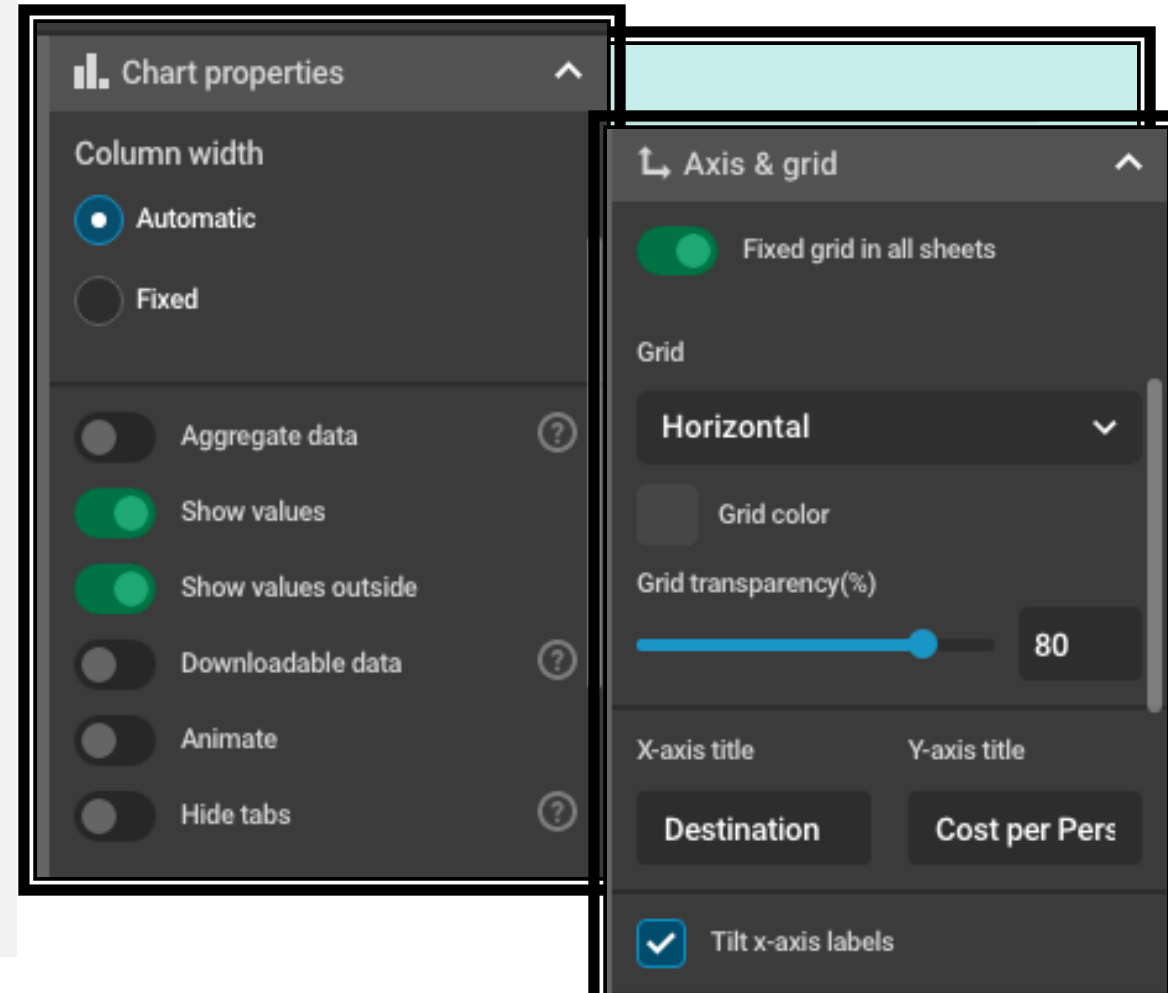 Chart properties
Column width
Automatic
Fixed
Aggregate data ?
Show values
Show values outside
Downloadable data ?
Animate
Hide tabs ?
Axis & grid
Fixed grid in all sheets
Grid
Horizontal
Grid color
Grid transparency(%)
80
X-axis title Y-axis title
Destination Cost per Pers
Tilt x-axis labels